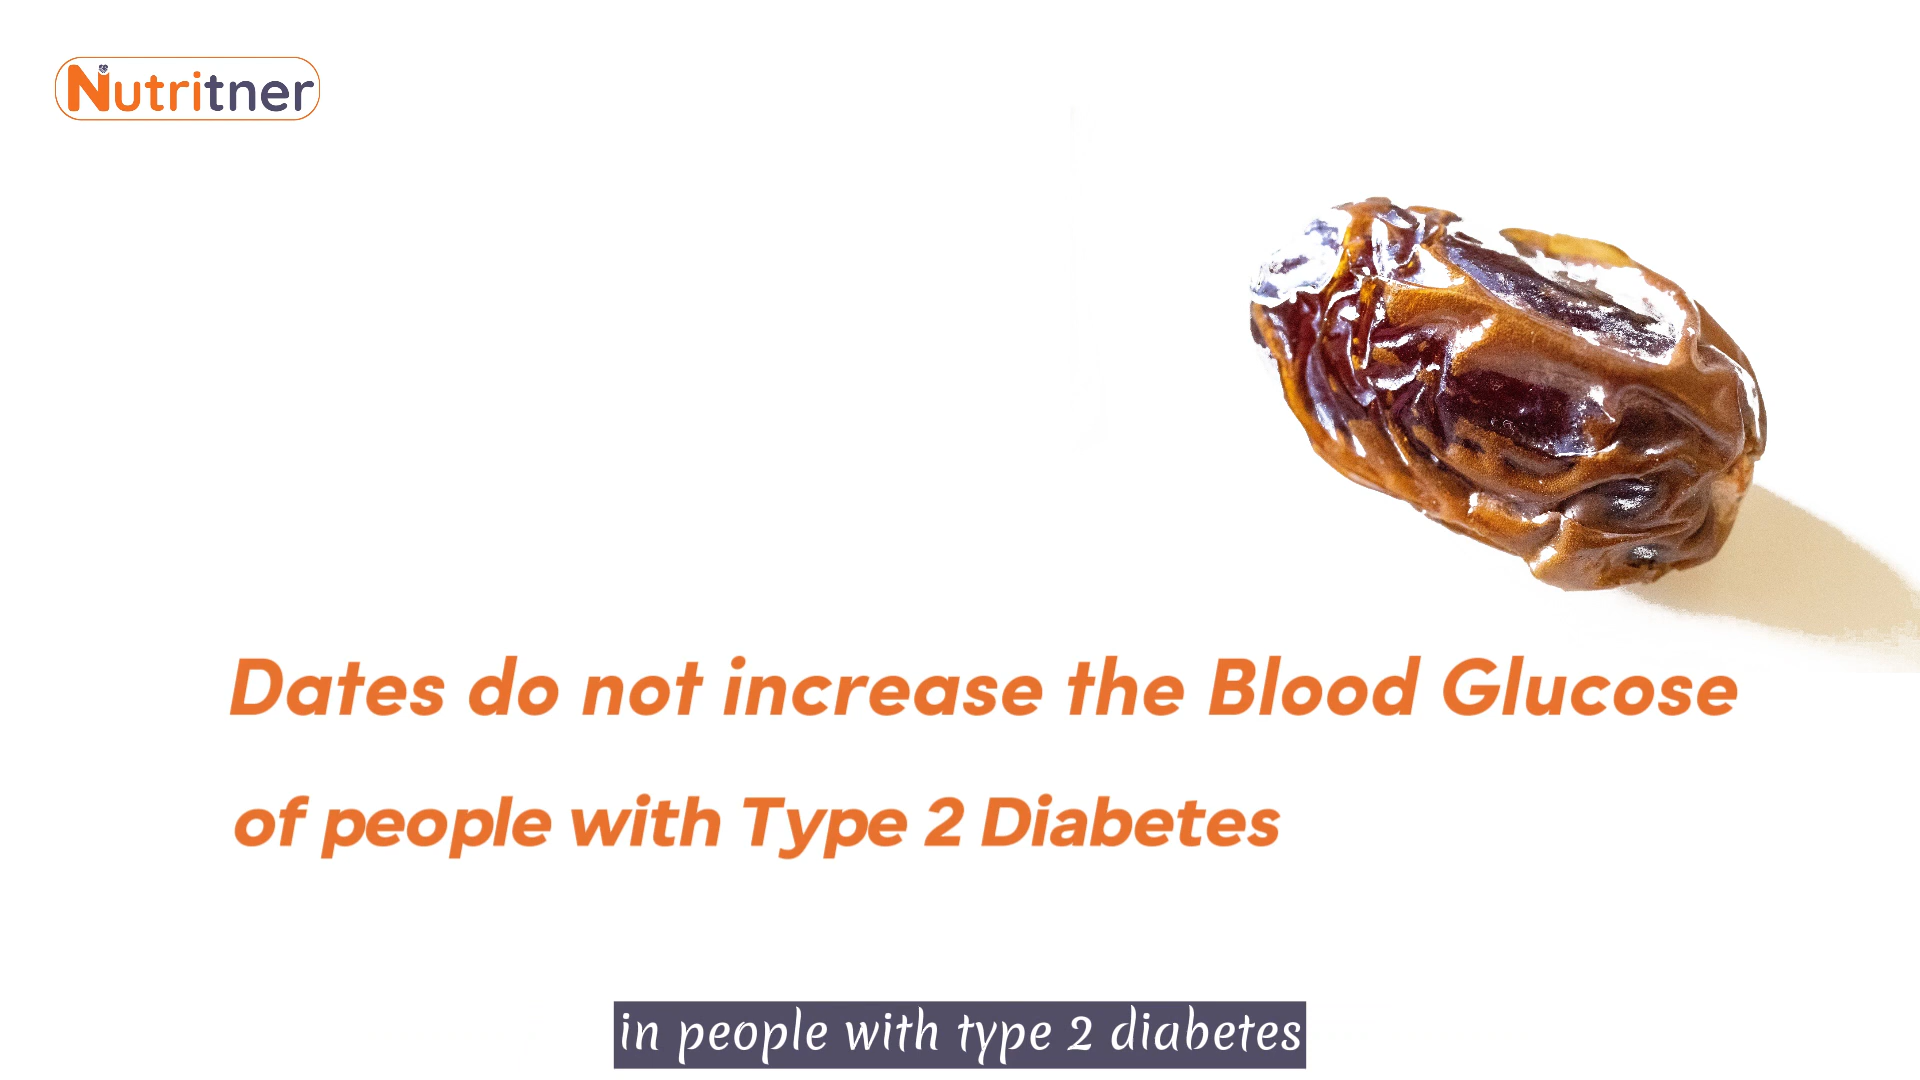 Nutritner
Dates do not increase the Blood Glucose
of people with Type 2 Diabetes
in people with type 2 diabetes